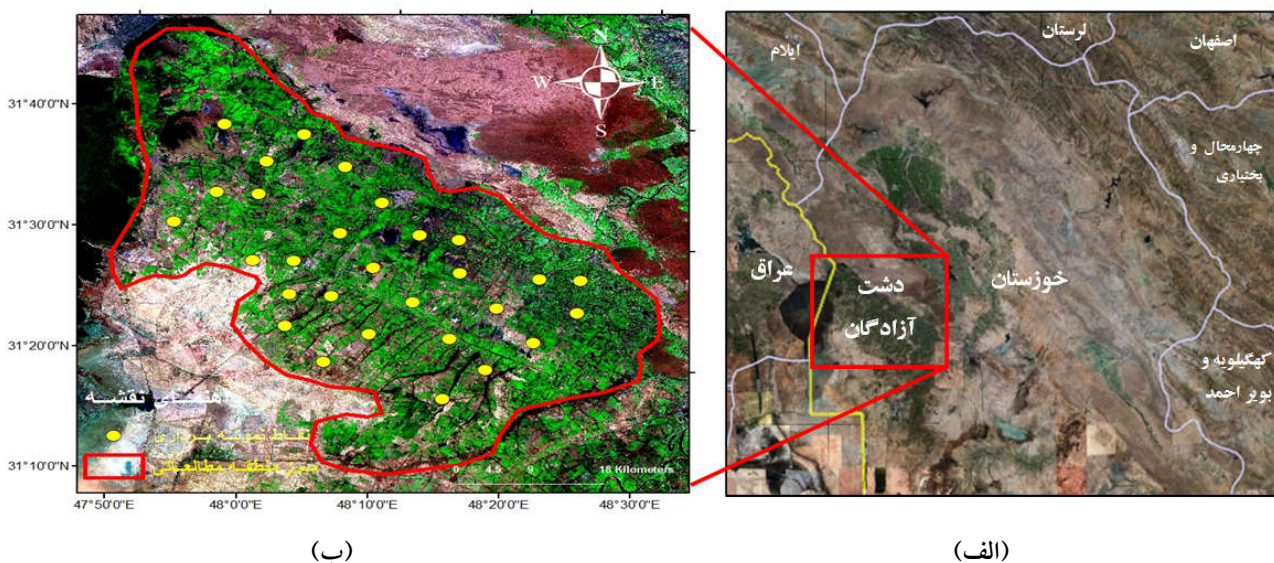 ایلام
لرستان
اصفهان
چهارمحال و
بختیاری
عراق
دشت
آزادگان
خوزستان
کهگیلویه و
بویر احمد
(الف)
N
W E
S
31°40'0"N
31°30'0"N
31°20'0"N
31°10'0"N
راهنمای نقشه
نقاط نمونه برداری
مرز منطقه مطالعاتی
0 4.5 9 18 Kilometers
47°50'0"E 48°0'0"E 48°10'0"E 48°20'0"E 48°30'0"E
(ب)